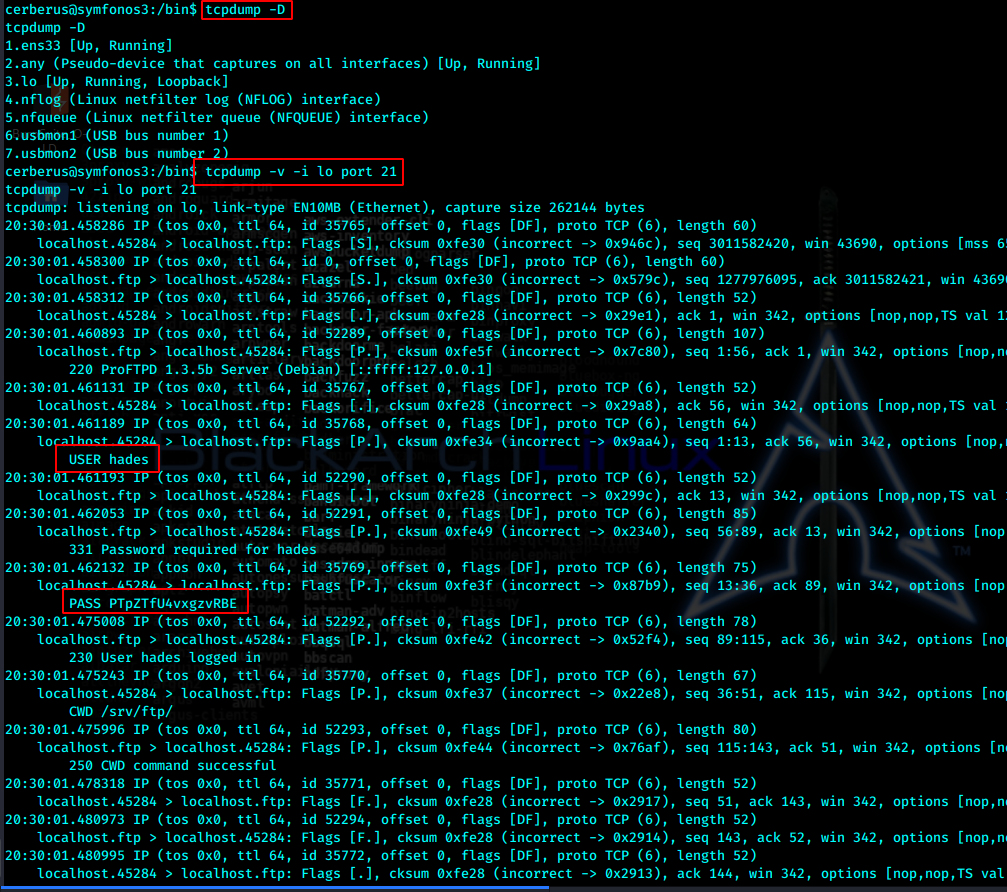 cerberus@symfonos3:/bin$ tcpdump -D
tcpdump -D
1.ens33 [Up, Running]
2.any (Pseudo-device that captures on all interfaces) [Up, Running]
3.lo [Up, Running, Loopback]
4.nflog (Linux netfilter log (NFLOG) interface)
5.nfqueue (Linux netfilter queue (NFQUEUE) interface)
6.usbmon1 (USB bus number 1)
7.usbmon2 (USB bus number 2)
cerberus@symfonos3:/bin$ tcpdump -v -i lo port 21
tcpdump -v -i lo port 21
tcpdump: listening on lo, link-type EN10MB (Ethernet), capture size 262144 bytes
20:30:01.458286 IP (tos 0x0, ttl 64, id 35765, offset 0, flags [DF], proto TCP (6), length 60)
localhost.45284 > localhost.ftp: Flags [S], cksum 0xfe30 (incorrect -> 0x946c), seq 3011582420, win 43690, options [mss 65
20:30:01.458300 IP (tos 0x0, ttl 64, id 0, offset 0, flags [DF], proto TCP (6), length 60)
localhost.ftp > localhost.45284: Flags [S.], cksum 0xfe30 (incorrect -> 0x579c), seq 1277976095, ack 3011582421, win 43690
20:30:01.458312 IP (tos 0x0, ttl 64, id 35766, offset 0, flags [DF], proto TCP (6), length 52)
localhost.45284 > localhost.ftp: Flags [.], cksum 0xfe28 (incorrect -> 0x29e1), ack 1, win 342, options [nop,nop,TS val 12
20:30:01.460893 IP (tos 0x0, ttl 64, id 52289, offset 0, flags [DF], proto TCP (6), length 107)
localhost.ftp > localhost.45284: Flags [P.], cksum 0xfe5f (incorrect -> 0x7c80), seq 1:56, ack 1, win 342, options [nop,no
220 ProFTPD 1.3.5b Server (Debian) [::ffff:127.0.0.1]
20:30:01.461131 IP (tos 0x0, ttl 64, id 35767, offset 0, flags [DF], proto TCP (6), length 52)
localhost.45284 > localhost.ftp: Flags [.], cksum 0xfe28 (incorrect -> 0x29a8), ack 56, win 342, options [nop,nop,TS val 1
20:30:01.461189 IP (tos 0x0, ttl 64, id 35768, offset 0, flags [DF], proto TCP (6), length 64)
localhost.45284 > localhost.ftp: Flags [P.], cksum 0xfe34 (incorrect -> 0x9aa4), seq 1:13, ack 56, win 342, options [nop,n
USER hades
20:30:01.461193 IP (tos 0x0, ttl 64, id 52290, offset 0, flags [DF], proto TCP (6), length 52)
localhost.ftp > localhost.45284: Flags [.], cksum 0xfe28 (incorrect -> 0x299c), ack 13, win 342, options [nop,nop,TS val
20:30:01.462053 IP (tos 0x0, ttl 64, id 52291, offset 0, flags [DF], proto TCP (6), length 85)
localhost.ftp > localhost.45284: Flags [P.], cksum 0xfe49 (incorrect -> 0x2340), seq 56:89, ack 13, win 342, options [nop
331 Password required for hades
20:30:01.462132 IP (tos 0x0, ttl 64, id 35769, offset 0, flags [DF], proto TCP (6), length 75)
localhost.45284 > localhost.ftp: Flags [P.], cksum 0xfe3f (incorrect -> 0x87b9), seq 13:36, ack 89, win 342, options [nop,
PASS PTpZTfU4vxgzvRBE
20:30:01.475008 IP (tos 0x0, ttl 64, id 52292, offset 0, flags [DF], proto TCP (6), length 78)
localhost.ftp > localhost.45284: Flags [P.], cksum 0xfe42 (incorrect -> 0x52f4), seq 89:115, ack 36, win 342, options [nop
230 User hades logged in
20:30:01.475243 IP (tos 0x0, ttl 64, id 35770, offset 0, flags [DF], proto TCP (6), length 67)
localhost.45284 > localhost.ftp: Flags [P.], cksum 0xfe37 (incorrect -> 0x22e8), seq 36:51, ack 115, win 342, options [nop
CWD /srv/ftp/
20:30:01.475996 IP (tos 0x0, ttl 64, id 52293, offset 0, flags [DF], proto TCP (6), length 80)
localhost.ftp > localhost.45284: Flags [P.], cksum 0xfe44 (incorrect -> 0x76af), seq 115:143, ack 51, win 342, options [no
250 CWD command successful
20:30:01.478318 IP (tos 0x0, ttl 64, id 35771, offset 0, flags [DF], proto TCP (6), length 52)
localhost.45284 > localhost.ftp: Flags [F.], cksum 0xfe28 (incorrect -> 0x2917), seq 51, ack 143, win 342, options [nop,no
20:30:01.480973 IP (tos 0x0, ttl 64, id 52294, offset 0, flags [DF], proto TCP (6), length 52)
localhost.ftp > localhost.45284: Flags [F.], cksum 0xfe28 (incorrect -> 0x2914), seq 143, ack 52, win 342, options [nop,no
20:30:01.480995 IP (tos 0x0, ttl 64, id 35772, offset 0, flags [DF], proto TCP (6), length 52)
localhost.45284 > localhost.ftp: Flags [.], cksum 0xfe28 (incorrect -> 0x2913), ack 144, win 342, options [nop,nop,TS val